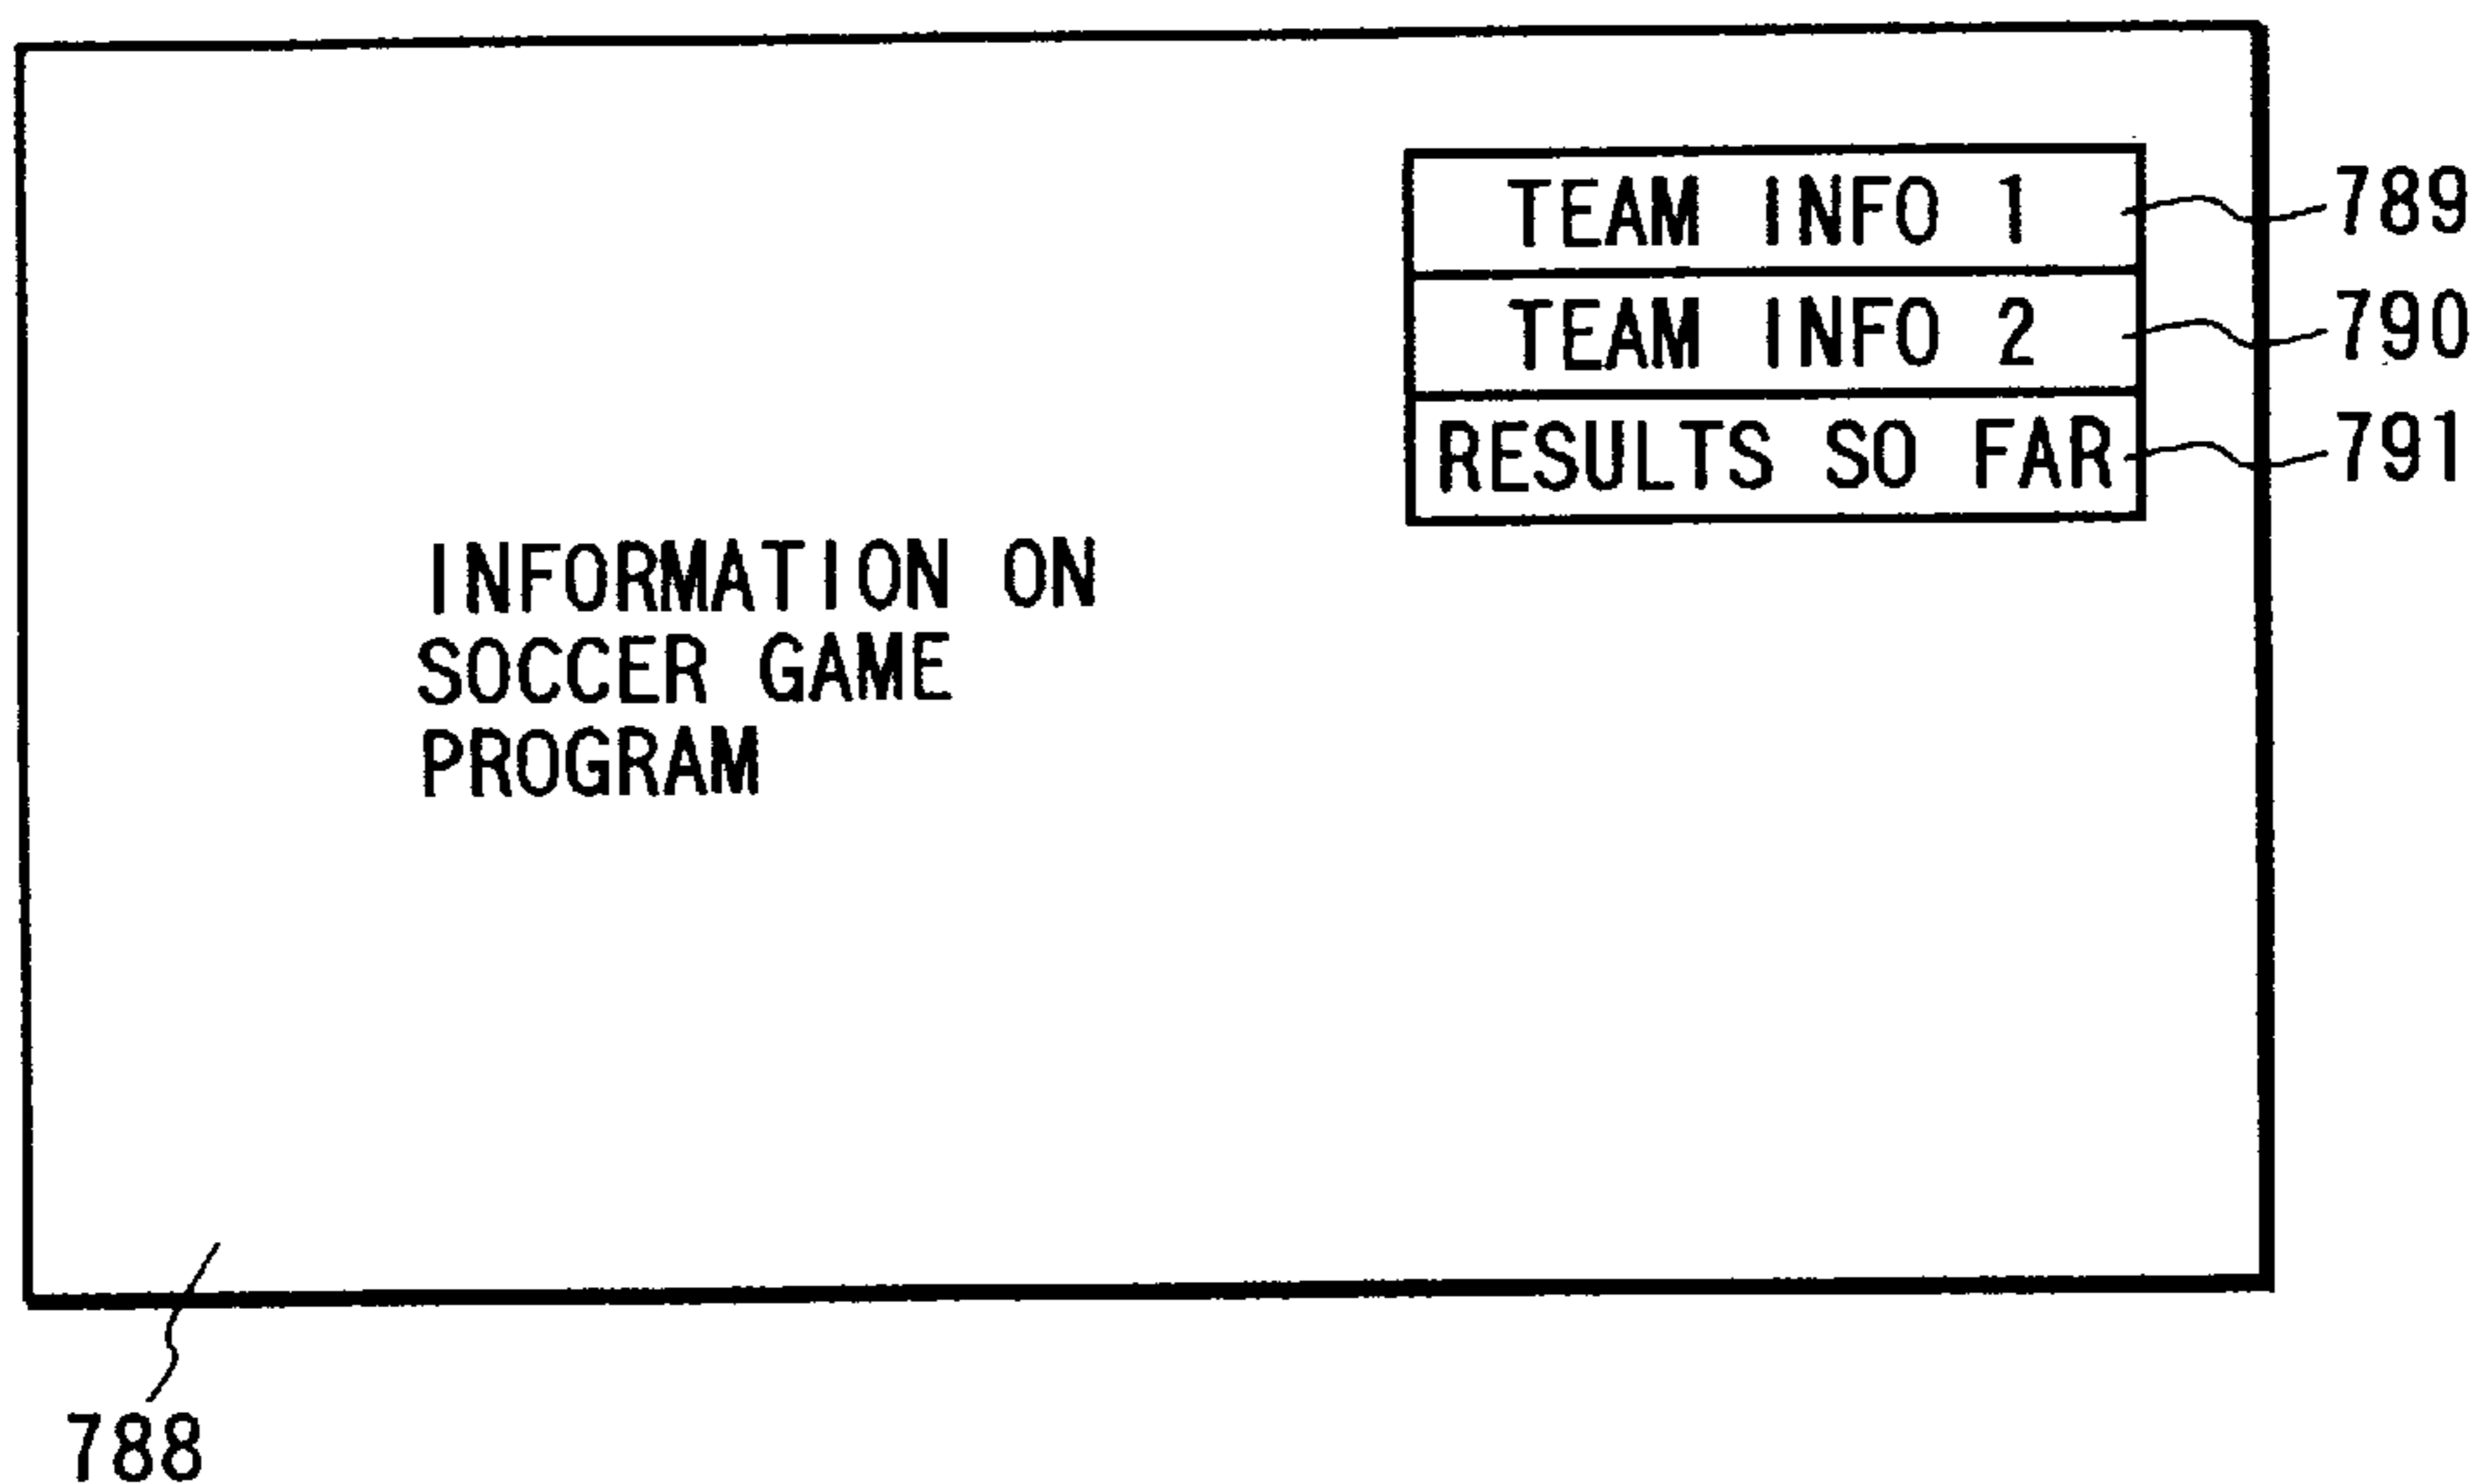 TEAM INFO 1 789
TEAM INFO 2 790
RESULTS SO FAR 791
INFORMATION ON
SOCCER GAME
PROGRAM
788